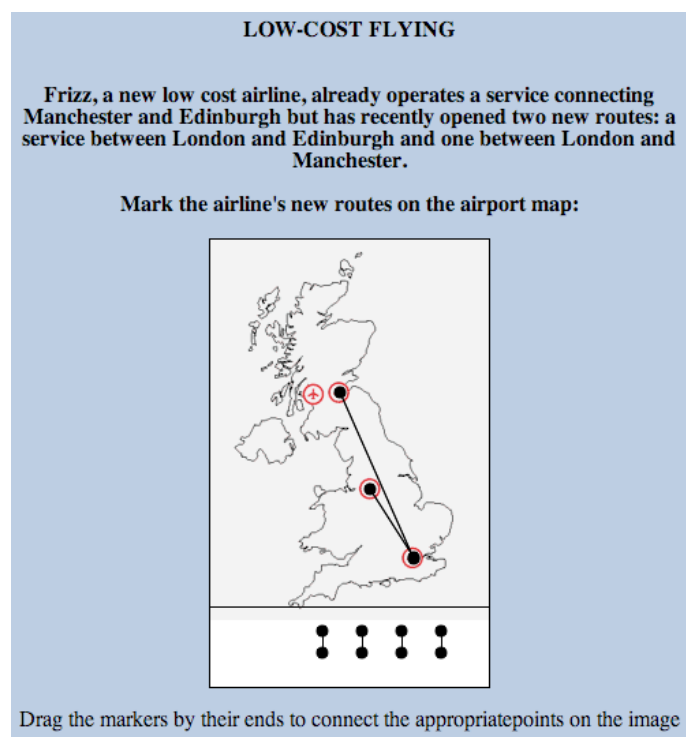 LOW-COST FLYING
Frizz, a new low cost airline, already operates a service connecting
Manchester and Edinburgh but has recently opened two new routes: a
service between London and Edinburgh and one between London and
Manchester.
Mark the airline's new routes on the airport map:
Drag the markers by their ends to connect the appropriatepoints on the image